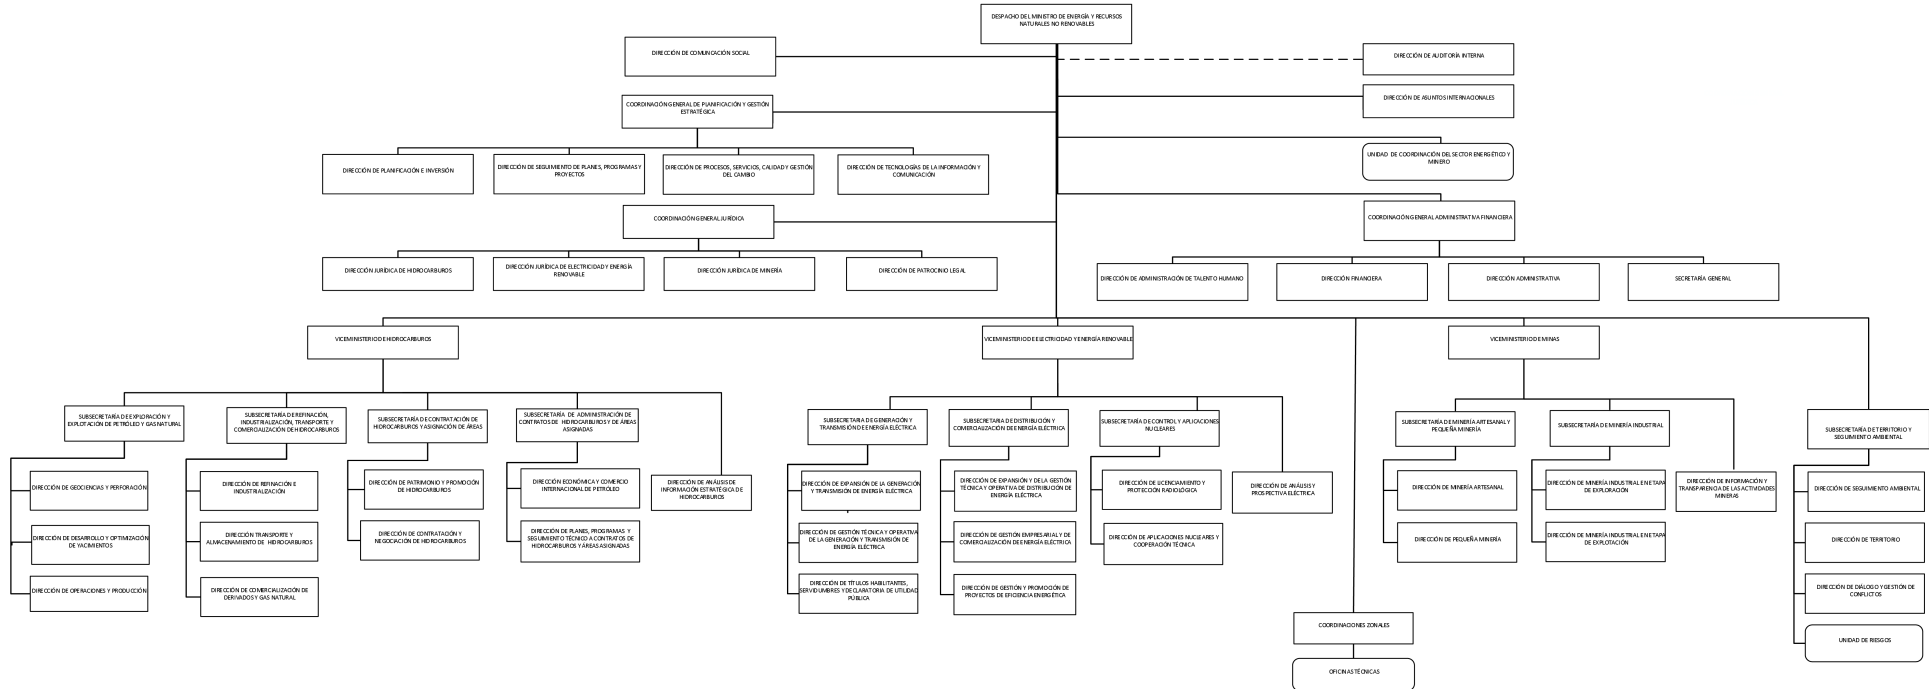 DESPACHO DEL MINISTRO DE ENERGÍA Y RECURSOS
NATURALES NO RENOVABLES
DIRECCIÓN DE COMUNCACIÓN SOCIAL
DIRECCIÓN DE AUDITORÍA INTERNA
DIRECCIÓN DE ASUNTOS INTERNACIONALES
COORDINACIÓN GENERAL DE PLANIFICACIÓN Y GESTIÓN
ESTRATÉGICA
UNIDAD DE COORDINACIÓN DEL SECTOR ENERGÉTICO Y
MINERO
DIRECCIÓN DE PLANIFICACIÓN E INVERSIÓN
DIRECCIÓN DE SEGUIMIENTO DE PLANES, PROGRAMAS Y
PROYECTOS
DIRECCIÓN DE PROCESOS, SERVICIOS, CALIDAD Y GESTIÓN
DEL CAMBIO
DIRECCIÓN DE TECNOLOGÍAS DE LA INFORMACIÓN Y
COMUNICACIÓN
COORDINACIÓN GENERAL JURÍDICA
COORDINACIÓN GENERAL ADMINISTRATIVA FINANCIERA
DIRECCIÓN JURÍDICA DE HIDROCARBUROS
DIRECCIÓN JURÍDICA DE ELECTRICIDAD Y ENERGÍA
RENOVABLE
DIRECCIÓN JURÍDICA DE MINERÍA
DIRECCIÓN DE PATROCINIO LEGAL
DIRECCIÓN DE ADMINISTRACIÓN DE TALENTO HUMANO
DIRECCIÓN FINANCIERA
DIRECCIÓN ADMINISTRATIVA
SECRETARÍA GENERAL
VICEMINISTERIO DE HIDROCARBUROS
VICEMINISTERIO DE ELECTRICIDAD Y ENERGÍA RENOVABLE
VICEMINISTERIO DE MINAS
SUBSECRETARÍA DE EXPLORACIÓN Y
EXPLOTACIÓN DE PETRÓLEO Y GAS NATURAL
SUBSECRETARÍA DE REFINACIÓN,
INDUSTRIALIZACIÓN, TRANSPORTE Y
COMERCIALIZACIÓN DE HIDROCARBUROS
SUBSECRETARÍA DE CONTRATACIÓN DE
HIDROCARBUROS Y ASIGNACIÓN DE ÁREAS
SUBSECRETARÍA DE ADMINISTRACIÓN DE
CONTRATOS DE HIDROCARBUROS Y DE ÁREAS
ASIGNADAS
SUBSECRETARIA DE GENERACIÓN Y
TRANSMISIÓN DE ENERGÍA ELÉCTRICA
SUBSECRETARIA DE DISTRIBUCIÓN Y
COMERCIALIZACIÓN DE ENERGÍA ELÉCTRICA
SUBSECRETARÍA DE CONTROL Y APLICACIONES
NUCLEARES
SUBSECRETARÍA DE MINERÍA ARTESANAL Y
PEQUEÑA MINERÍA
SUBSECRETARÍA DE MINERÍA INDUSTRIAL
SUBSECRETARÍA DE TERRITORIO Y
SEGUIMIENTO AMBIENTAL
DIRECCIÓN DE GEOCIENCIAS Y PERFORACIÓN
DIRECCIÓN DE REFINACIÓN E
INDUSTRIALIZACIÓN
DIRECCIÓN DE PATRIMONIO Y PROMOCIÓN
DE HIDROCARBUROS
DIRECCIÓN ECONÓMICA Y COMERCIO
INTERNACIONAL DE PETRÓLEO
DIRECCIÓN DE ANÁLISIS DE
INFORMACIÓN ESTRATÉGICA DE
HIDROCARBUROS
DIRECCIÓN DE EXPANSIÓN DE LA GENERACIÓN
Y TRANSMISIÓN DE ENERGÍA ELÉCTRICA
DIRECCIÓN DE EXPANSIÓN Y DE LA GESTIÓN
TÉCNICA Y OPERATIVA DE DISTRIBUCIÓN DE
ENERGÍA ELÉCTRICA
DIRECCIÓN DE LICENCIAMIENTO Y
PROTECCIÓN RADIOLÓGICA
DIRECCIÓN DE ANÁLISIS Y
PROSPECTIVA ELÉCTRICA
DIRECCIÓN DE MINERÍA ARTESANAL
DIRECCIÓN DE MINERÍA INDUSTRIAL EN ETAPA
DE EXPLORACIÓN
DIRECCIÓN DE INFORMACIÓN Y
TRANSPARENCIA DE LAS ACTIVIDADES
MINERAS
DIRECCIÓN DE SEGUIMIENTO AMBIENTAL
DIRECCIÓN DE DESARROLLO Y OPTIMIZACIÓN
DE YACIMIENTOS
DIRECCIÓN TRANSPORTE Y
ALMACENAMIENTO DE HIDROCARBUROS
DIRECCIÓN DE CONTRATACIÓN Y
NEGOCIACIÓN DE HIDROCARBUROS
DIRECCIÓN DE PLANES, PROGRAMAS Y
SEGUIMIENTO TÉCNICO A CONTRATOS DE
HIDROCARBUROS Y ÁREAS ASIGNADAS
DIRECCIÓN DE GESTIÓN TÉCNICA Y OPERATIVA
DE LA GENERACIÓN Y TRANSMISIÓN DE
ENERGÍA ELÉCTRICA
DIRECCIÓN DE GESTIÓN EMPRESARIAL Y DE
COMERCIALIZACIÓN DE ENERGÍA ELÉCTRICA
DIRECCIÓN DE APLICACIONES NUCLEARES Y
COOPERACIÓN TÉCNICA
DIRECCIÓN DE PEQUEÑA MINERÍA
DIRECCIÓN DE MINERÍA INDUSTRIAL EN ETAPA
DE EXPLOTACIÓN
DIRECCIÓN DE TERRITORIO
DIRECCIÓN DE OPERACIONES Y PRODUCCIÓN
DIRECCIÓN DE COMERCIALIZACIÓN DE
DERIVADOS Y GAS NATURAL
DIRECCIÓN DE TÍTULOS HABILITANTES,
SERVIDUMBRES Y DECLARATORIA DE UTILIDAD
PÚBLICA
DIRECCIÓN DE GESTIÓN Y PROMOCIÓN DE
PROYECTOS DE EFICIENCIA ENERGÉTICA
DIRECCIÓN DE DIÁLOGO Y GESTIÓN DE
CONFLICTOS
COORDINACIONES ZONALES
UNIDAD DE RIESGOS
OFICINAS TÉCNICAS